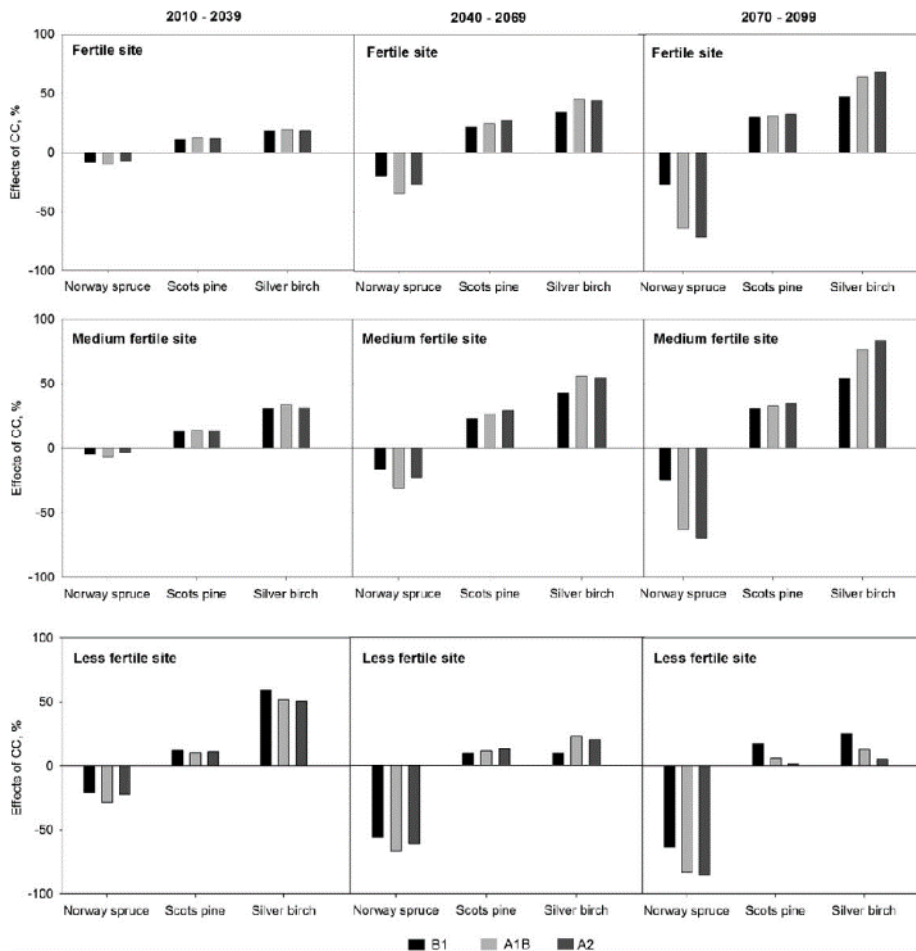 2010 - 2039 2040 - 2069 2070 - 2099
100
50
0
-50
-100
Effects of CC, %
Fertile site Fertile site Fertile site
Norway spruce Scots pine Silver birch Norway spruce Scots pine Silver birch Norway spruce Scots pine Silver birch
100
50
0
-50
-100
Effects of CC, %
Medium fertile site Medium fertile site Medium fertile site
Norway spruce Scots pine Silver birch Norway spruce Scots pine Silver birch Norway spruce Scots pine Silver birch
100
50
0
-50
-100
Effects of CC, %
Less fertile site Less fertile site Less fertile site
Norway spruce Scots pine Silver birch Norway spruce Scots pine Silver birch Norway spruce Scots pine Silver birch
B1 A1B A2